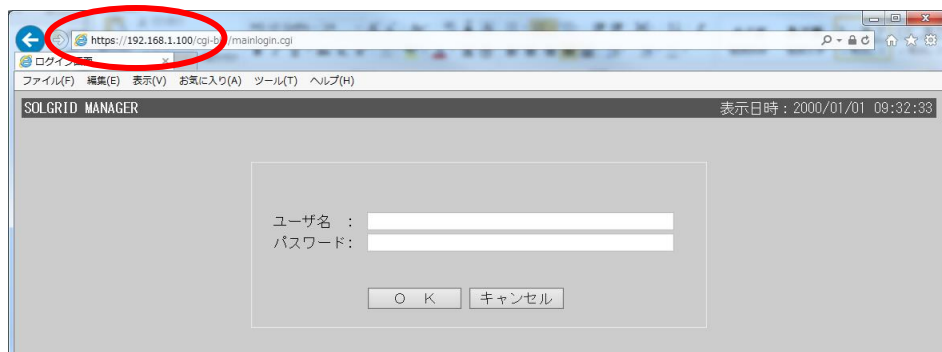 https://192.168.1.100/cgi-b /mainlogin.cgi
ログイン画面
ファイル(F) 編集(E) 表示(V) お気に入り(A) ツール(T) ヘルプ(H)
SOLGRID MANAGER 表示日時：2000/01/01 09:32:33
ユーザ名 ：
パスワード：
ＯＫ キャンセル